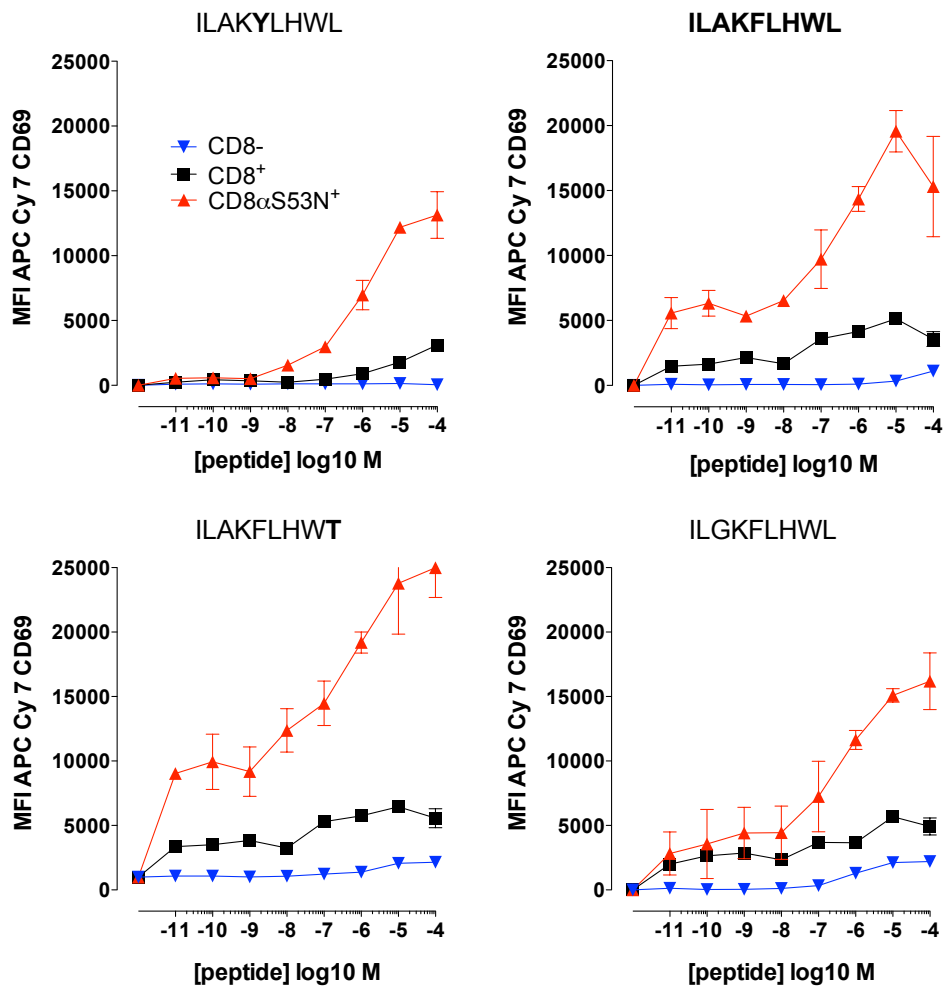 ILAKYLHWL
25000
20000
15000
10000
5000
0
MFI APC Cy 7 CD69
CD8-
CD8+
CD8αS53N+
-11 -10 -9 -8 -7 -6 -5 -4
[peptide] log10 M
ILAKFLHWL
25000
20000
15000
10000
5000
0
MFI APC Cy 7 CD69
-11 -10 -9 -8 -7 -6 -5 -4
[peptide] log10 M
ILAKFLHWT
25000
20000
15000
10000
5000
0
MFI APC Cy 7 CD69
-11 -10 -9 -8 -7 -6 -5 -4
[peptide] log10 M
ILGKFLHWL
25000
20000
15000
10000
5000
0
MFI APC Cy 7 CD69
-11 -10 -9 -8 -7 -6 -5 -4
[peptide] log10 M